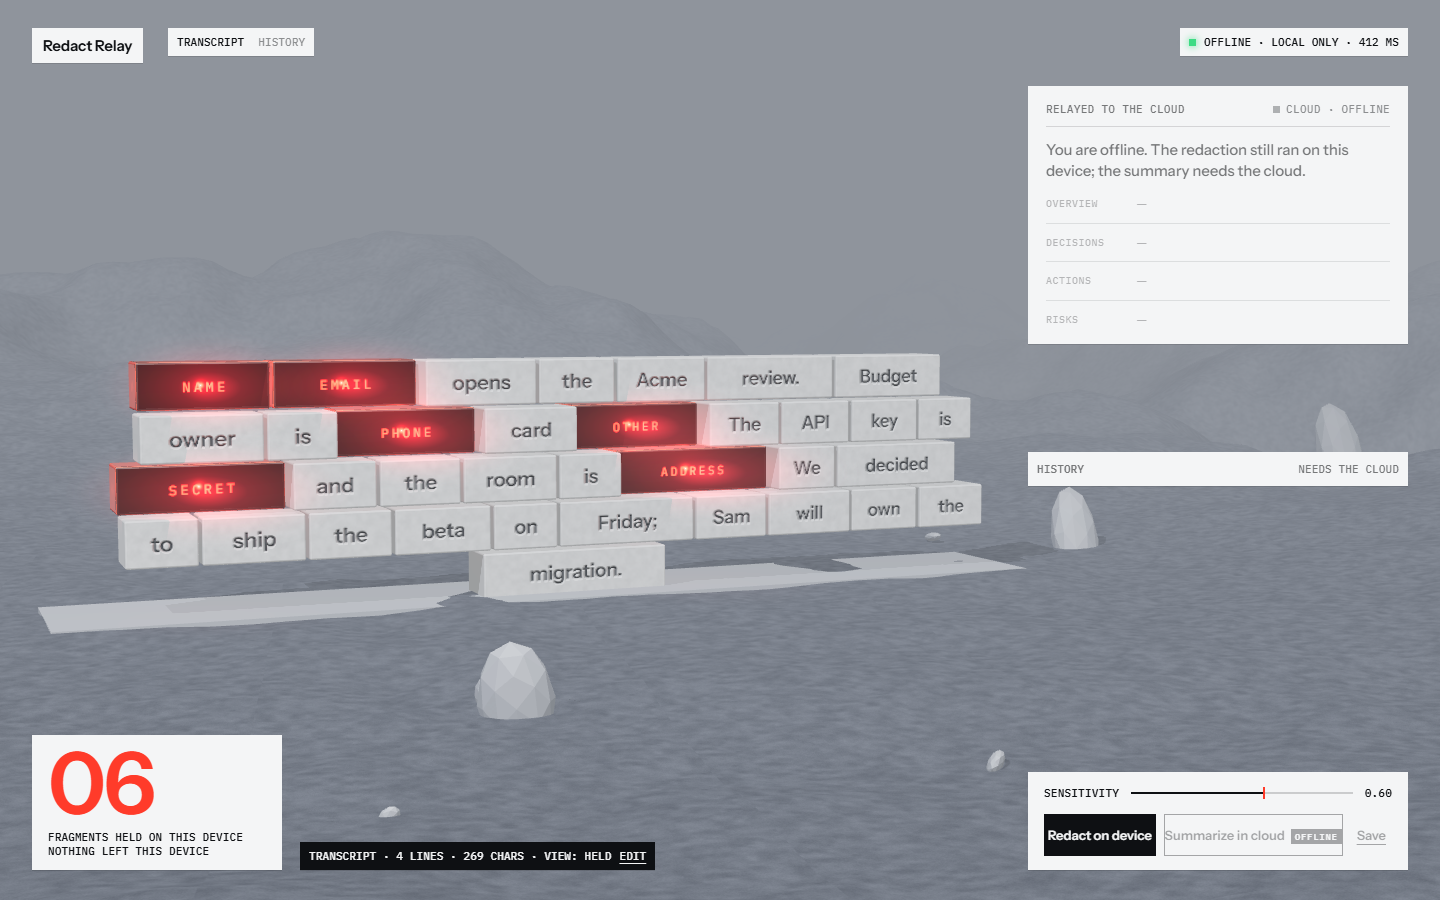 Redact Relay
TRANSCRIPT HISTORY
OFFLINE · LOCAL ONLY · 412 MS
RELAYED TO THE CLOUD
CLOUD · OFFLINE
You are offline. The redaction still ran on this
device; the summary needs the cloud.
OVERVIEW —
DECISIONS —
ACTIONS —
RISKS —
NAME EMAIL opens the Acme review. Budget
owner is PHONE card OTHER The API key is
SECRET and the room is ADDRESS We decided
to ship the beta on Friday; Sam will own the
migration.
HISTORY NEEDS THE CLOUD
06
FRAGMENTS HELD ON THIS DEVICE
NOTHING LEFT THIS DEVICE
TRANSCRIPT · 4 LINES · 269 CHARS · VIEW: HELD EDIT
SENSITIVITY 0.60
Redact on device Summarize in cloud OFFLINE Save